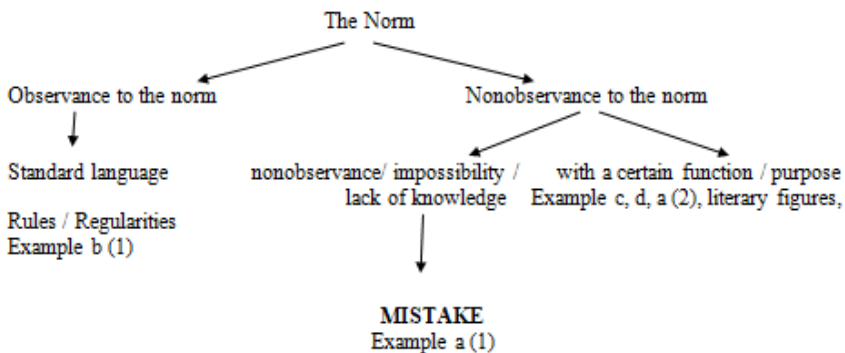 The Norm
Observance to the norm
Nonobservance to the norm
Standard language
Rules / Regularities
Example b (1)
nonobservance/ impossibility /
lack of knowledge
with a certain function / purpose
Example c, d, a (2), literary figures,
MISTAKE
Example a (1)